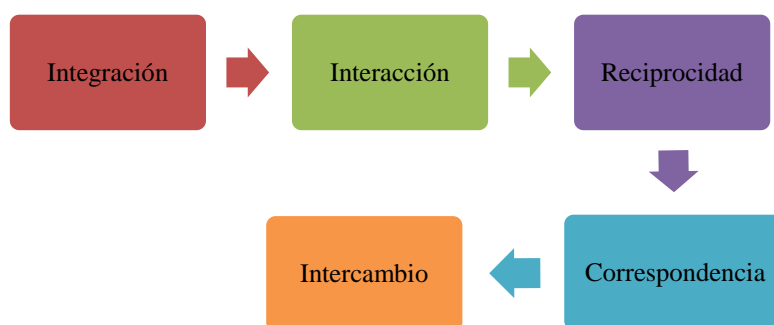 Integración
Interacción
Reciprocidad
Correspondencia
Intercambio